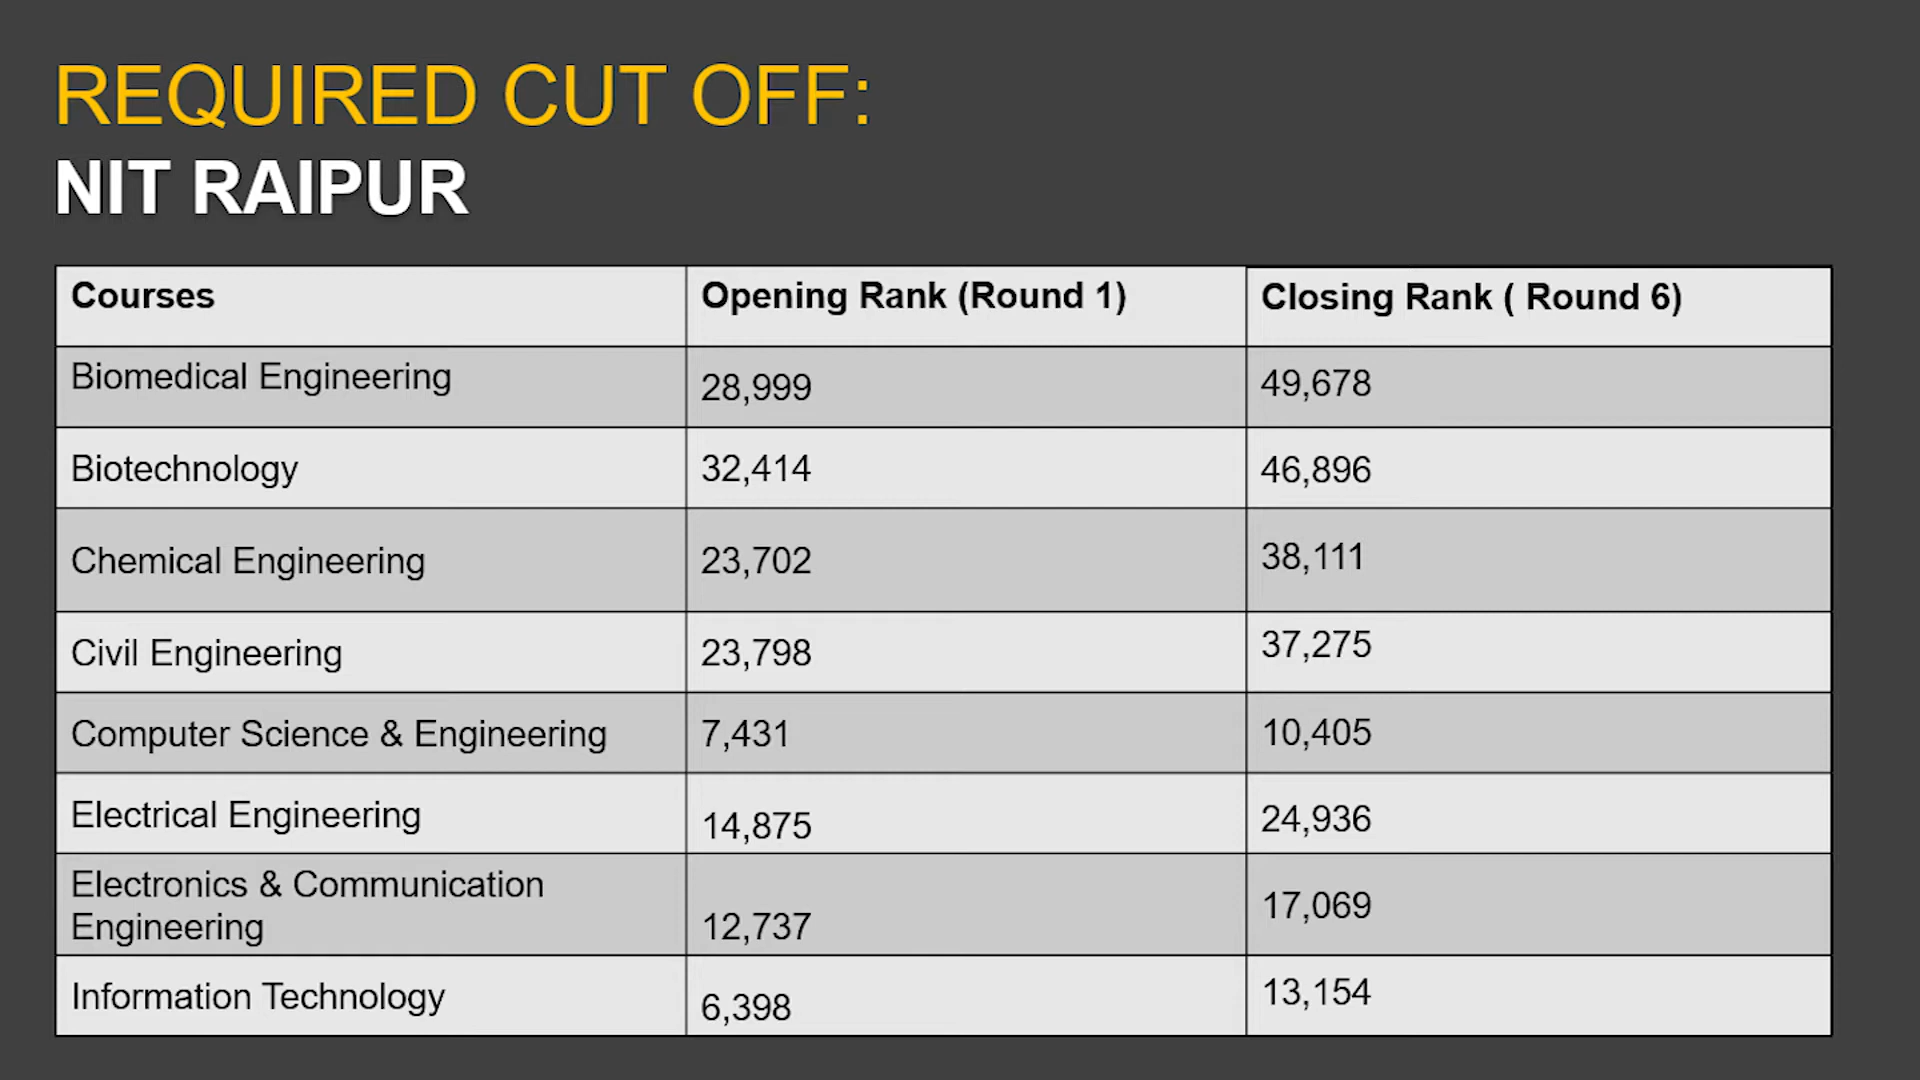 REQUIRED CUT OFF:
NIT RAIPUR
Courses Opening Rank (Round 1) Closing Rank ( Round 6)
Biomedical Engineering 28,999 49,678
Biotechnology 32,414 46,896
Chemical Engineering 23,702 38,111
Civil Engineering 23,798 37,275
Computer Science & Engineering 7,431 10,405
Electrical Engineering 14,875 24,936
Electronics & Communication
Engineering 12,737 17,069
Information Technology 6,398 13,154